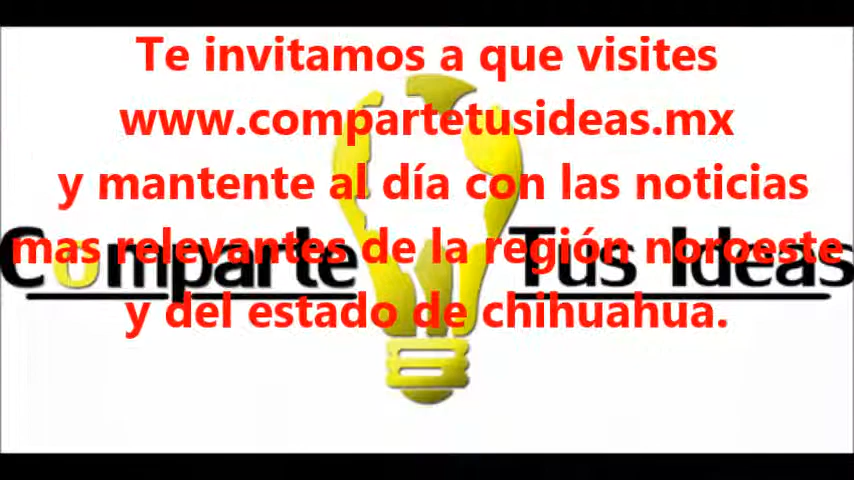 Te invitamos a que visites
www.compartetusideas.mx
y mantente al día con las noticias
mas relevantes de la región noroeste
y del estado de chihuahua.
Comparte Tus Ideas